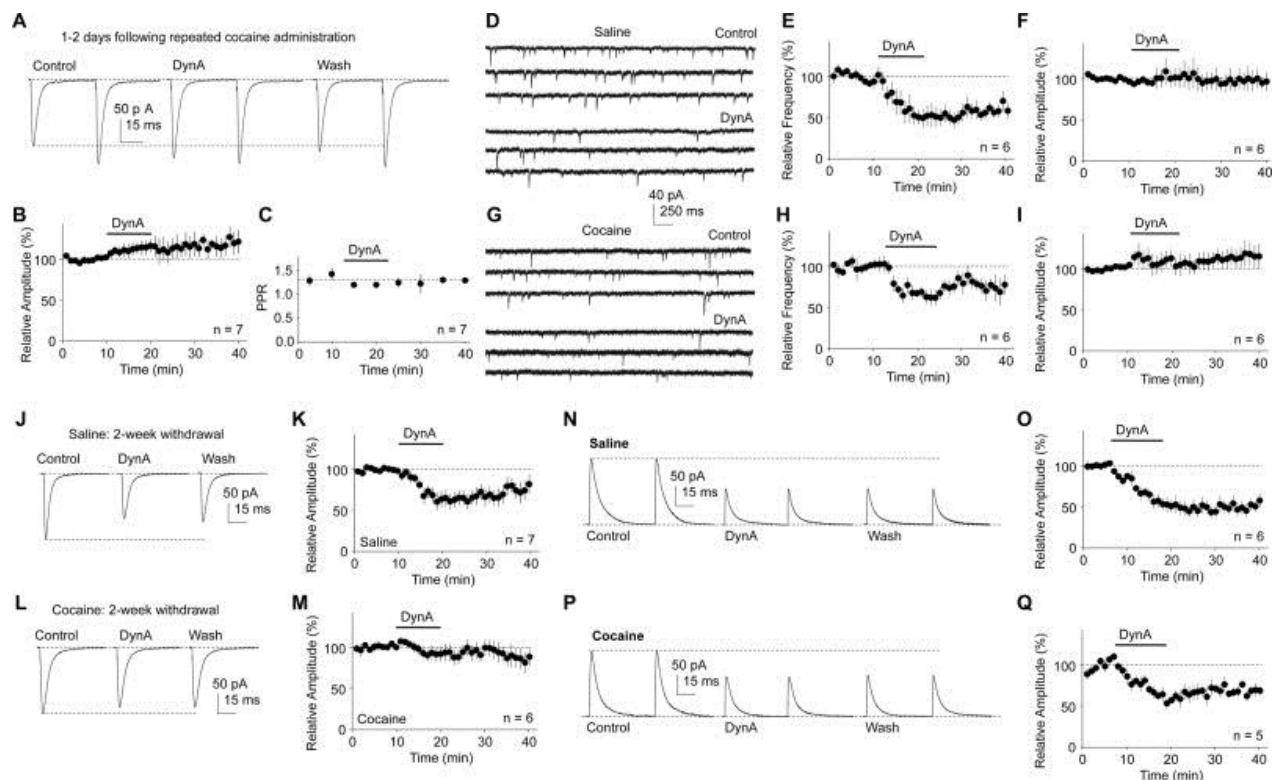 A
1-2 days following repeated cocaine administration
Control DynA Wash
50 p A
15 ms
B
DynA
Relative Amplitude (%)
100
50
0
n = 7
0 10 20 30 40
Time (min)
C
DynA
PPR
1.5
1.0
0.5
0.0
n = 7
0 10 20 30 40
Time (min)
D
Saline Control
DynA
40 pA
250 ms
E
DynA
Relative Frequency (%)
100
50
0
n = 6
0 10 20 30 40
Time (min)
F
DynA
Relative Amplitude (%)
100
50
0
n = 6
0 10 20 30 40
Time (min)
G
Cocaine Control
DynA
H
DynA
Relative Frequency (%)
100
50
0
n = 6
0 10 20 30 40
Time (min)
I
DynA
Relative Amplitude (%)
100
50
0
n = 6
0 10 20 30 40
Time (min)
J
Saline: 2-week withdrawal
Control DynA Wash
50 pA
15 ms
K
DynA
Relative Amplitude (%)
100
50
0
Saline
n = 7
0 10 20 30 40
Time (min)
L
Cocaine: 2-week withdrawal
Control DynA Wash
50 pA
15 ms
M
DynA
Relative Amplitude (%)
100
50
0
Cocaine
n = 6
0 10 20 30 40
Time (min)
N
Saline
50 pA
15 ms
Control DynA Wash
O
DynA
Relative Amplitude (%)
100
50
0
n = 6
0 10 20 30 40
Time (min)
P
Cocaine
50 pA
15 ms
Control DynA Wash
Q
DynA
Relative Amplitude (%)
100
50
0
n = 5
0 10 20 30 40
Time (min)